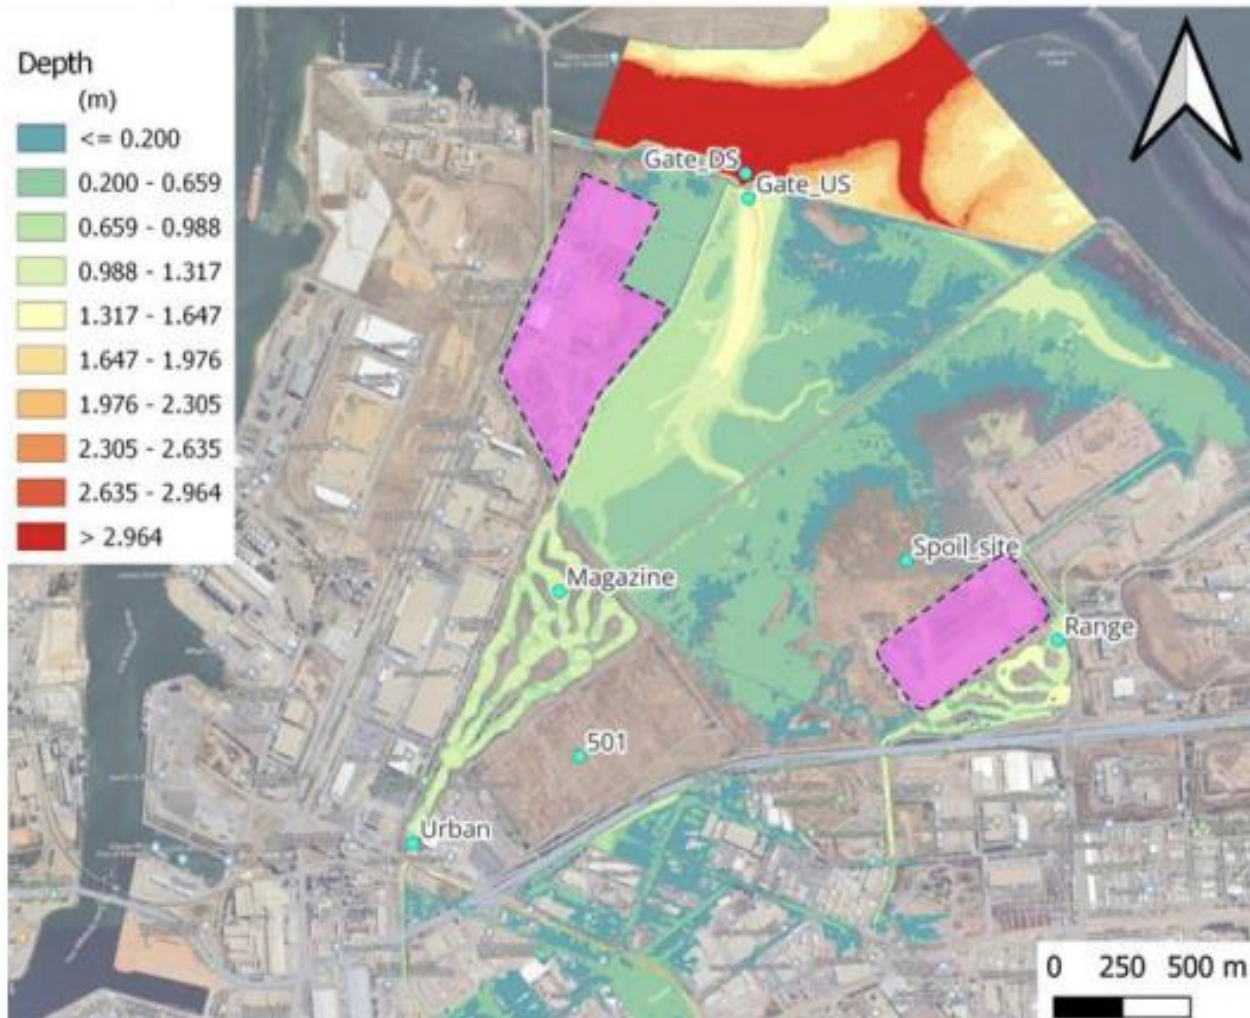 Depth
(m)
<= 0.200
0.200 - 0.659
0.659 - 0.988
0.988 - 1.317
1.317 - 1.647
1.647 - 1.976
1.976 - 2.305
2.305 - 2.635
2.635 - 2.964
> 2.964
Gate_DS
Gate_US
Spoil_site
Magazine
Range
501
Urban
0 250 500 m